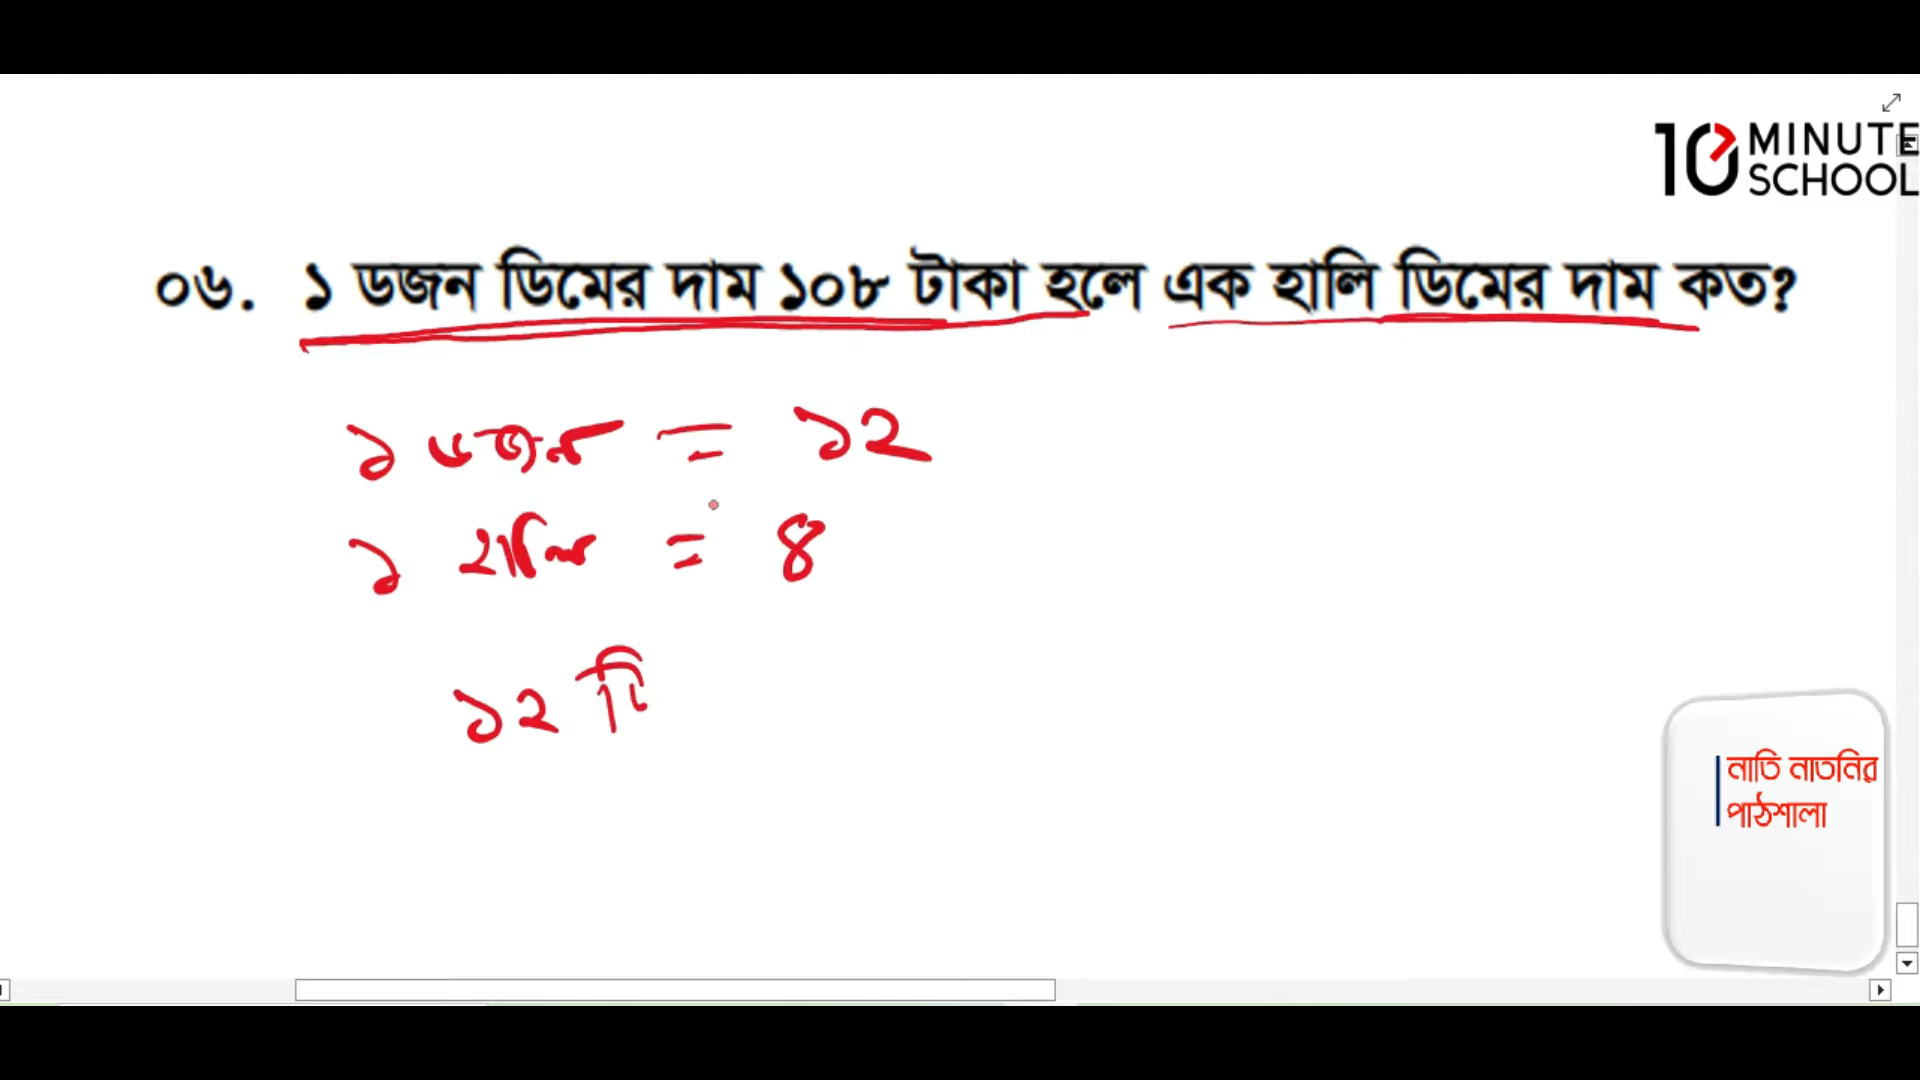 10 MINUTE
SCHOOL
০৬. ১ ডজন ডিমের দাম ১০৮ টাকা হলে এক হালি ডিমের দাম কত?
১ ডজন = ১২
১ হালি = ৪
১২ টি
নাতি নাতনির
পাঠশালা